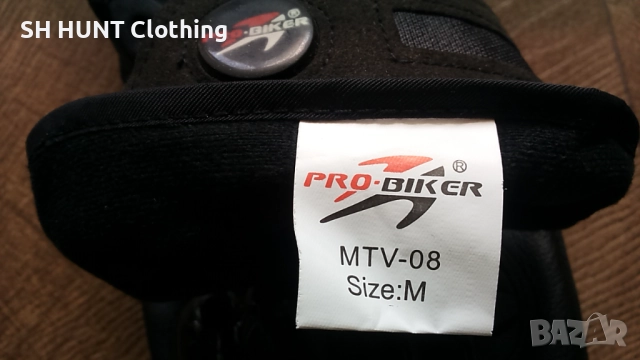 SH HUNT Clothing
PRO-BIKER
PRO-BIKER ®
MTV-08
Size:M
BAZAR